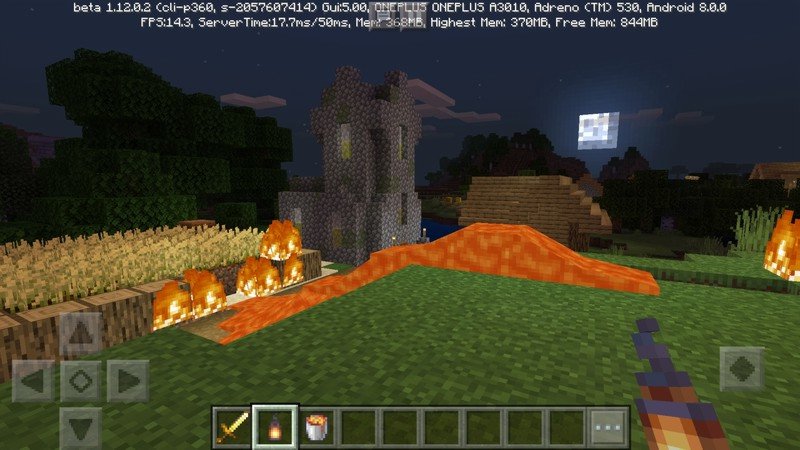 beta 1.12.0.2 (cli-p360, s-2057607414) Gui:5.00, ONEPLUS ONEPLUS A3010, Adreno (TM) 530, Android 8.0.0
FPS:14.3, ServerTime:17.7ms/50ms, Mem: 368MB, Highest Mem: 370MB, Free Mem: 844MB